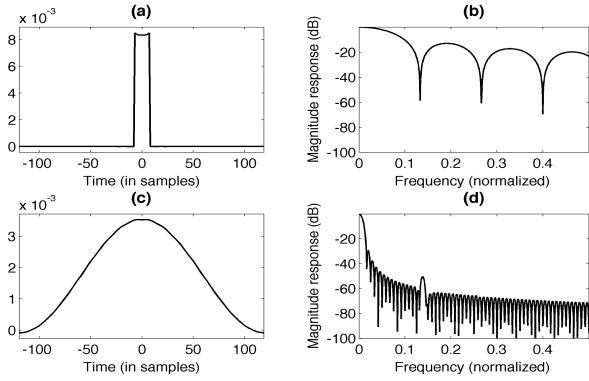 (a)
x 10⁻³
8
6
4
2
0
-100 -50 0 50 100
Time (in samples)
(b)
Magnitude response (dB)
-20
-40
-60
-80
-100
0 0.1 0.2 0.3 0.4
Frequency (normalized)
(c)
x 10⁻³
3
2
1
0
-100 -50 0 50 100
Time (in samples)
(d)
Magnitude response (dB)
-20
-40
-60
-80
-100
0 0.1 0.2 0.3 0.4
Frequency (normalized)